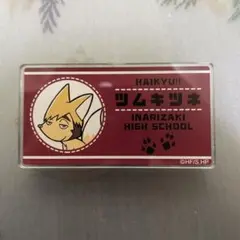 HAIKYU!!
ツムキツネ
INARIZAKI
HIGH SCHOOL
©HF/S,HP